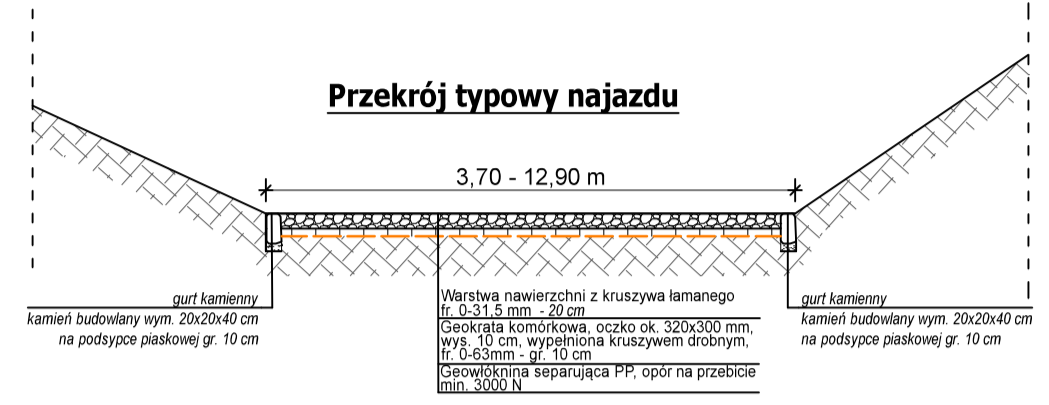 Przekrój typowy najazdu
3,70 - 12,90 m
gurt kamienny
kamień budowlany wym. 20x20x40 cm
na podsypce piaskowej gr. 10 cm
Warstwa nawierzchni z kruszywa łamanego
fr. 0-31,5 mm - 20 cm
Geokrata komórkowa, oczko ok. 320x300 mm,
wys. 10 cm, wypełniona kruszywem drobnym,
fr. 0-63mm - gr. 10 cm
Geowłóknina separująca PP, opór na przebicie
min. 3000 N
gurt kamienny
kamień budowlany wym. 20x20x40 cm
na podsypce piaskowej gr. 10 cm